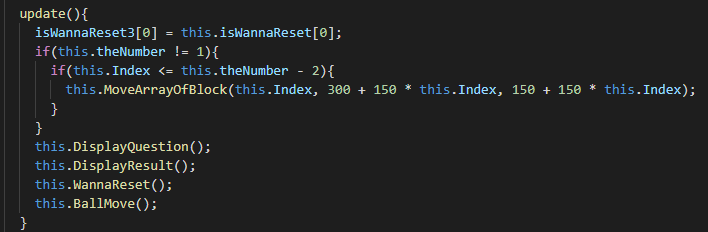 update(){
  isWannaReset3[0] = this.isWannaReset[0];
  if(this.theNumber != 1){
    if(this.Index <= this.theNumber - 2){
      this.MoveArrayOfBlock(this.Index, 300 + 150 * this.Index, 150 + 150 * this.Index);
    }
  }
  this.DisplayQuestion();
  this.DisplayResult();
  this.WannaReset();
  this.BallMove();
}